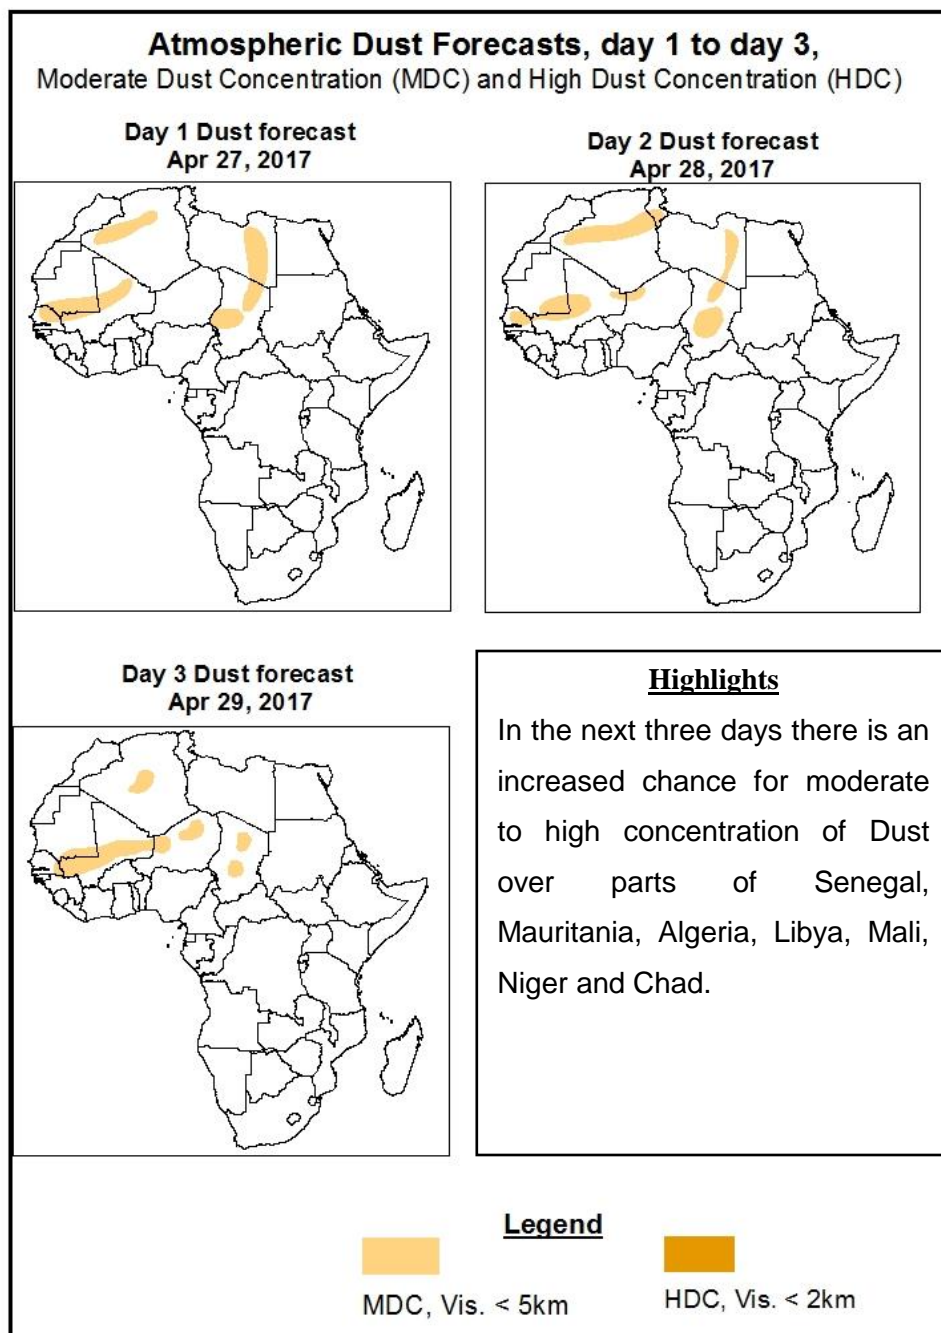 Atmospheric Dust Forecasts, day 1 to day 3,
Moderate Dust Concentration (MDC) and High Dust Concentration (HDC)
Day 1 Dust forecast
Apr 27, 2017
Day 2 Dust forecast
Apr 28, 2017
Day 3 Dust forecast
Apr 29, 2017
Highlights
In the next three days there is an
increased chance for moderate
to high concentration of Dust
over parts of Senegal,
Mauritania, Algeria, Libya, Mali,
Niger and Chad.
Legend
MDC, Vis. < 5km
HDC, Vis. < 2km